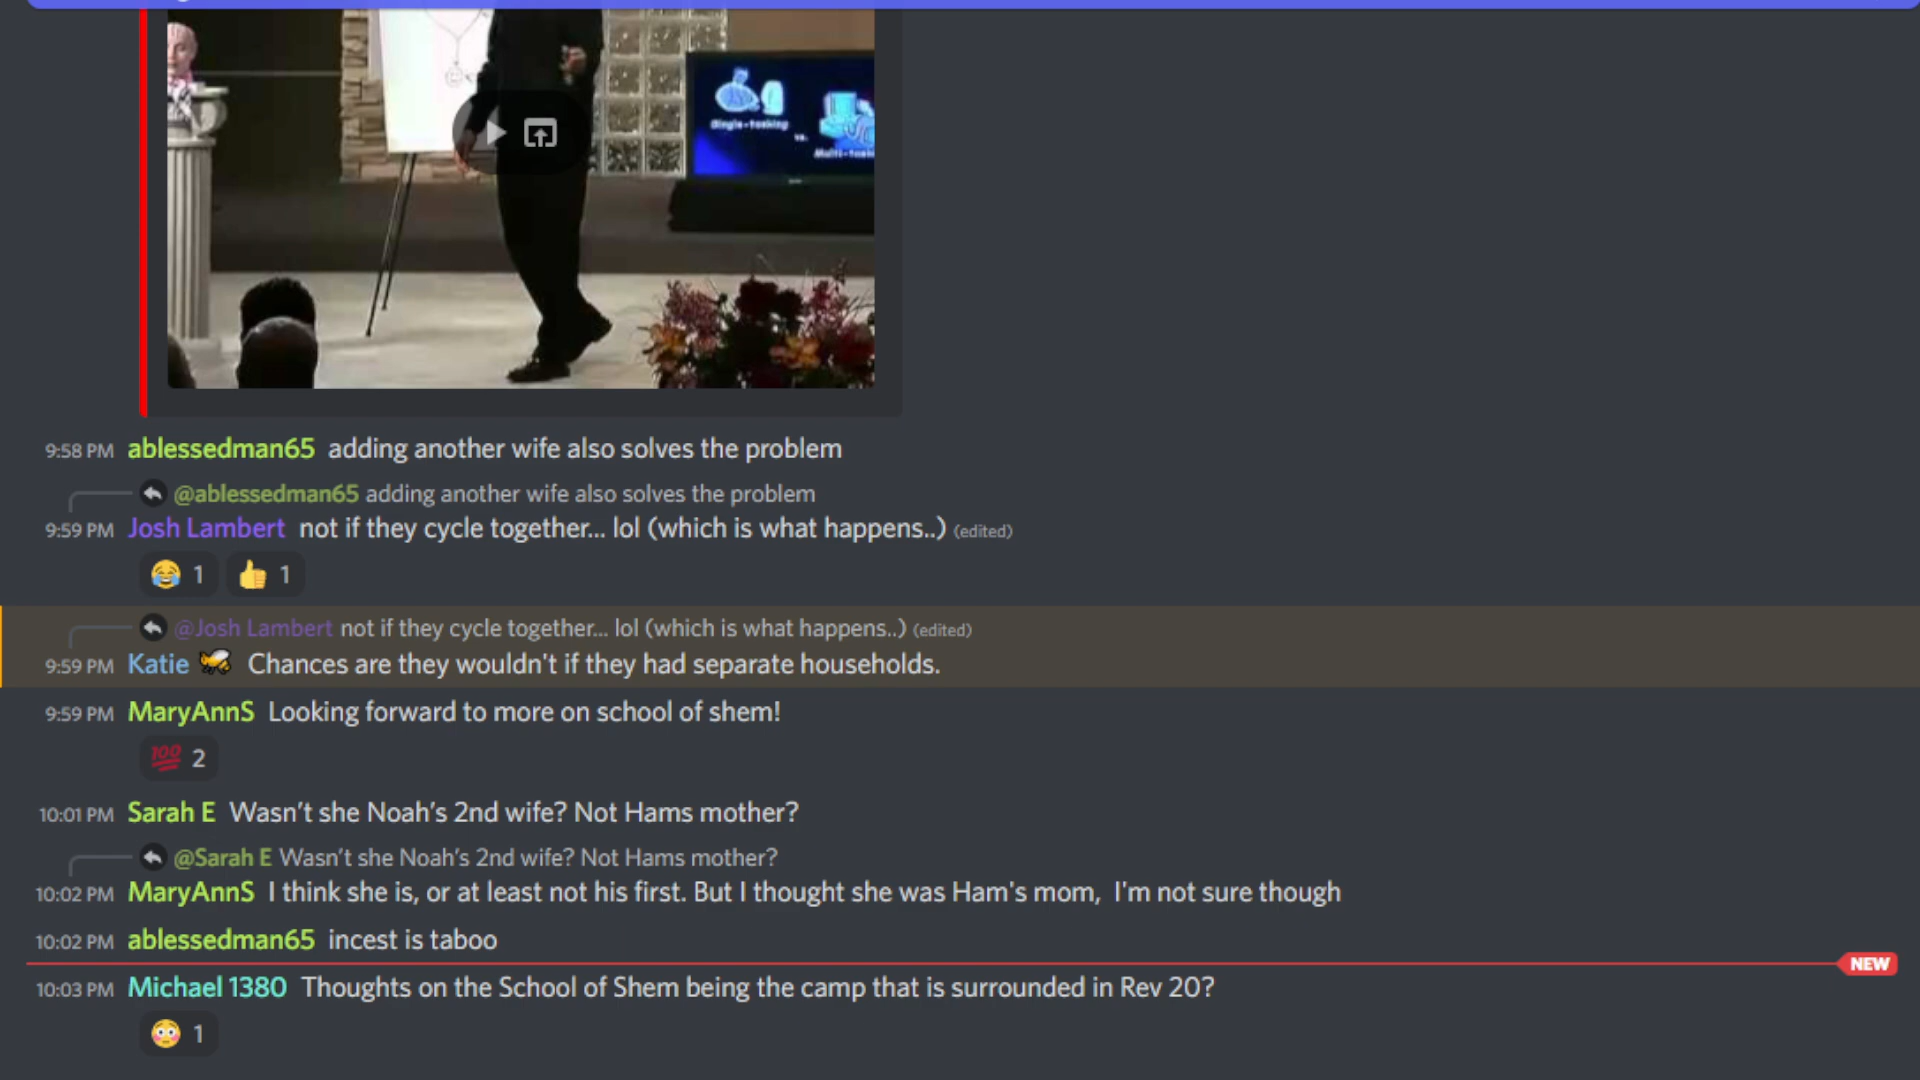 Single-tasking
vs.
9:58 PM ablessedman65 adding another wife also solves the problem
@ablessedman65 adding another wife also solves the problem
9:59 PM Josh Lambert not if they cycle together... lol (which is what happens..) (edited)
😂 1 👍 1
@Josh Lambert not if they cycle together... lol (which is what happens..) (edited)
9:59 PM Katie 🐝 Chances are they wouldn't if they had separate households.
9:59 PM MaryAnnS Looking forward to more on school of shem!
💯 2
10:01 PM Sarah E Wasn’t she Noah’s 2nd wife? Not Hams mother?
@Sarah E Wasn’t she Noah’s 2nd wife? Not Hams mother?
10:02 PM MaryAnnS I think she is, or at least not his first. But I thought she was Ham's mom, I'm not sure though
10:02 PM ablessedman65 incest is taboo
NEW
10:03 PM Michael 1380 Thoughts on the School of Shem being the camp that is surrounded in Rev 20?
😳 1